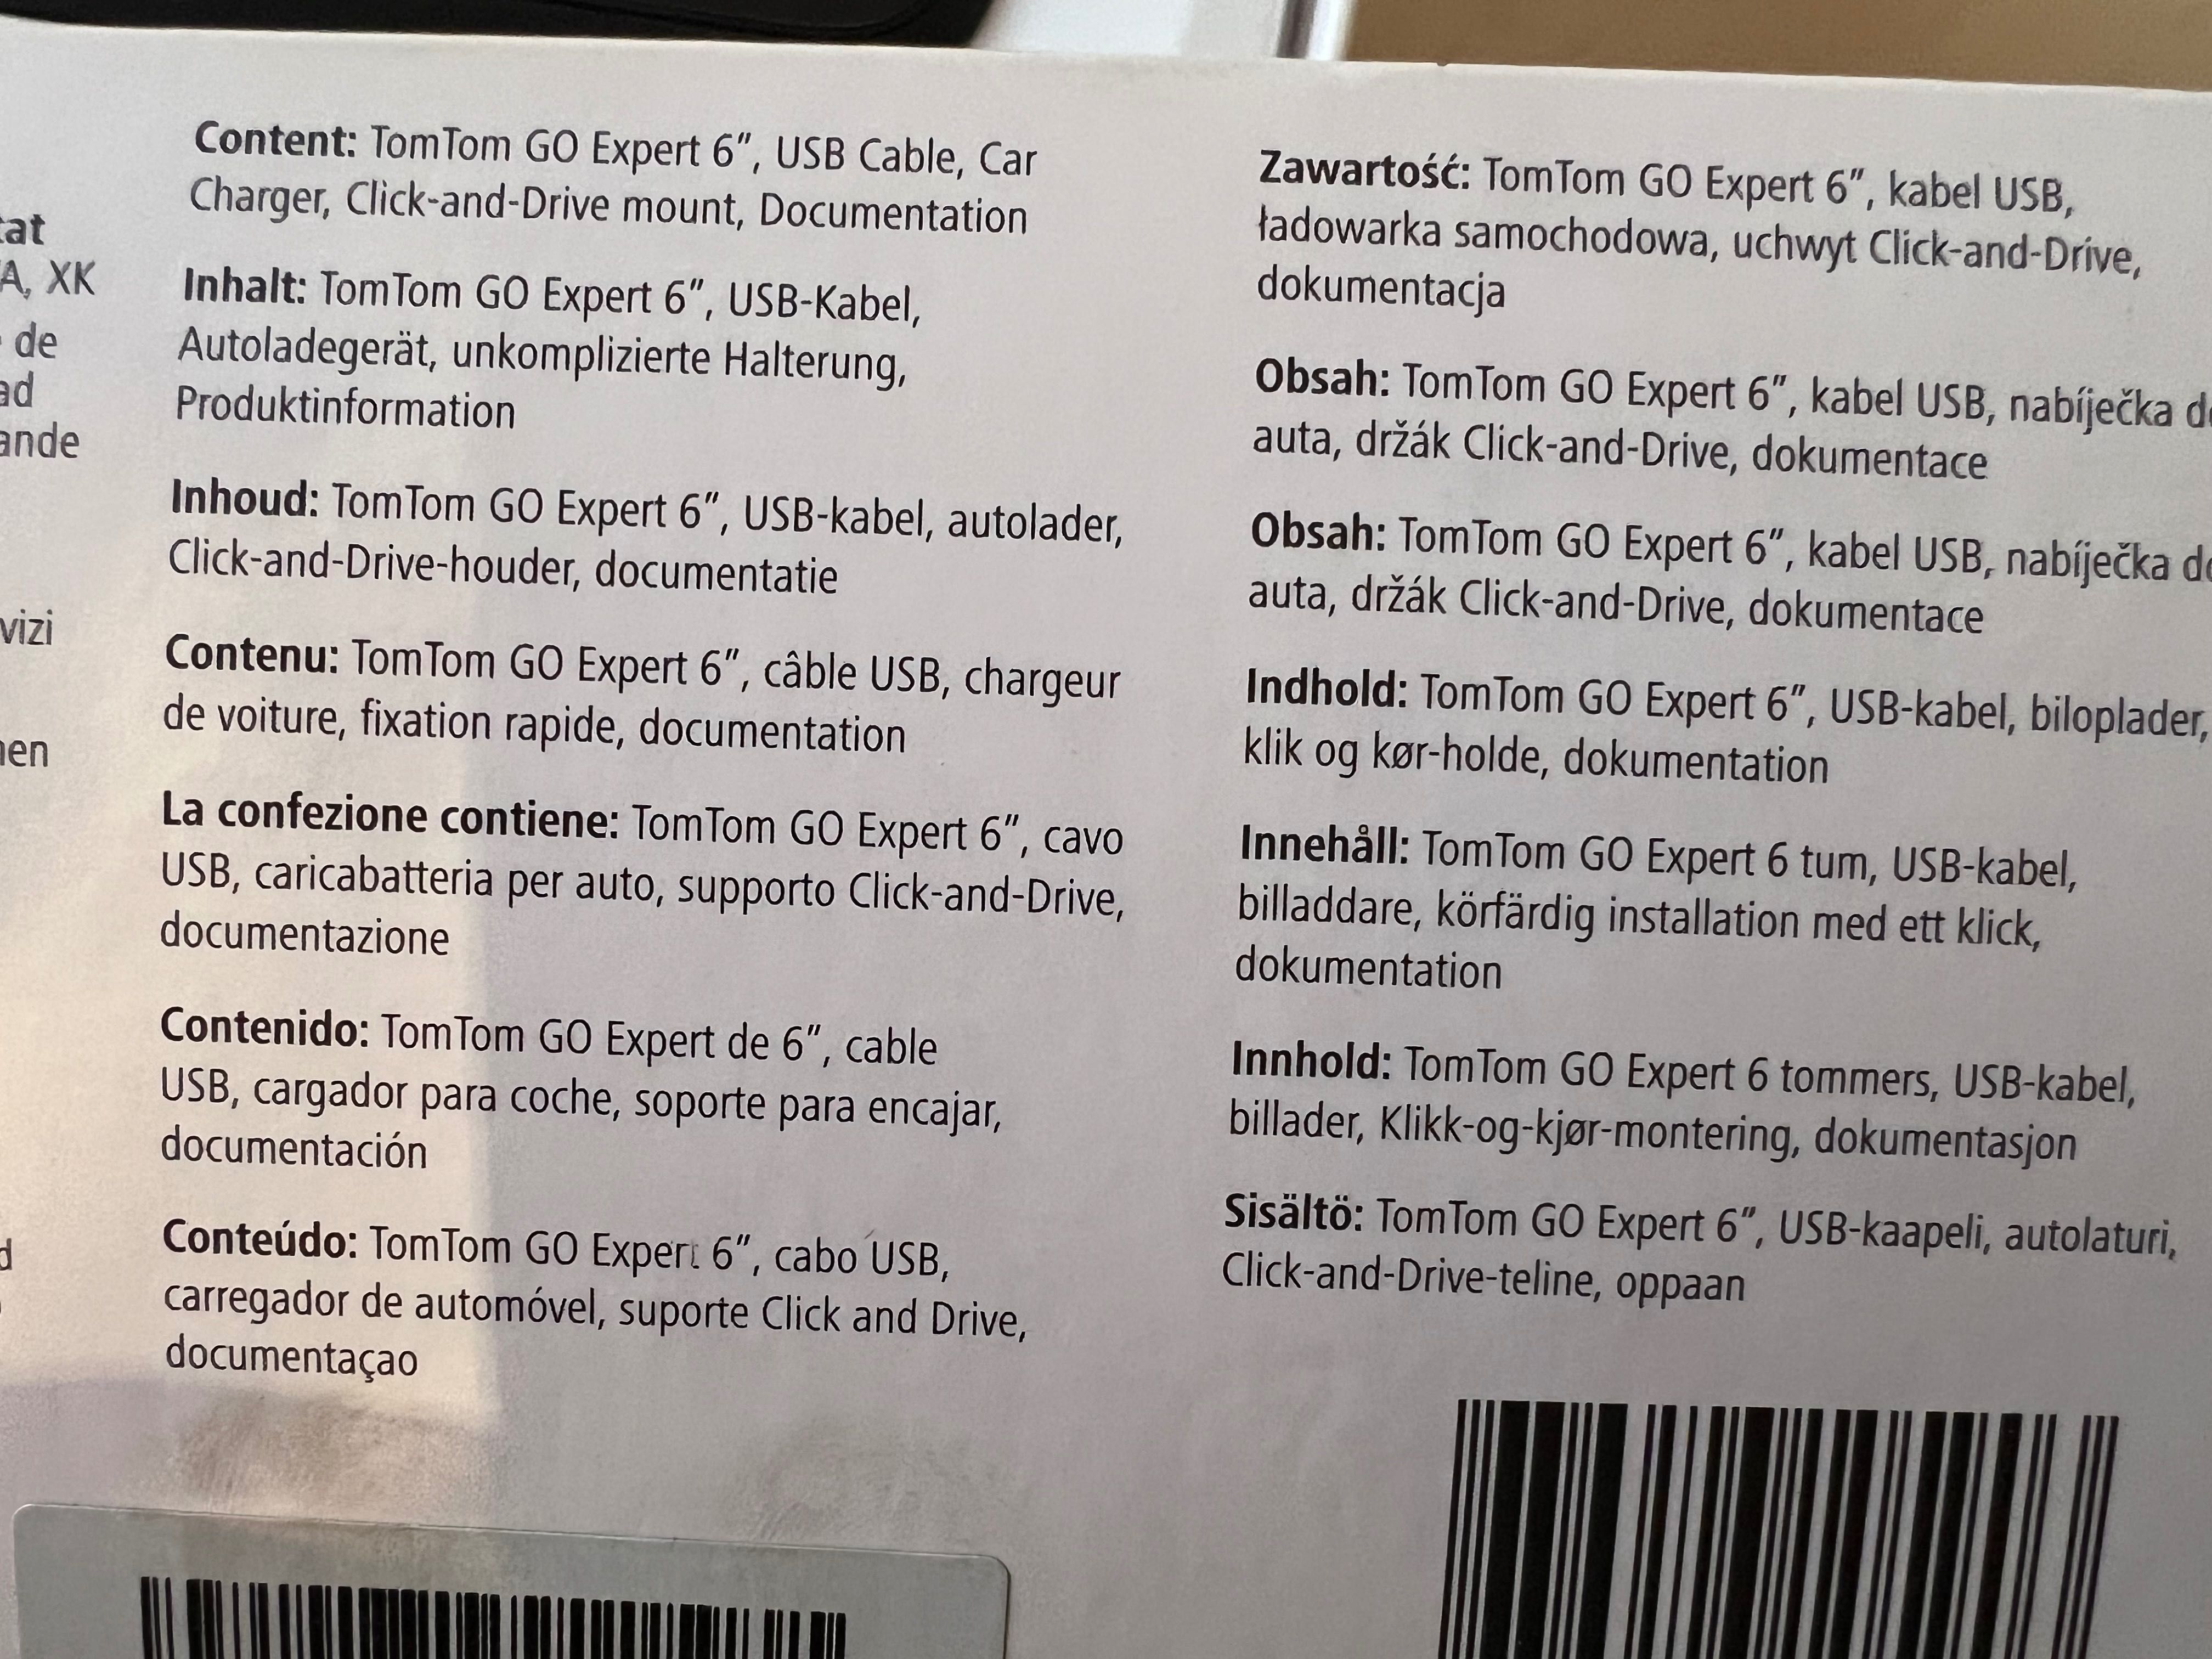 tat
A, XK
de
ad
ande
vizi
nen
d
Content: TomTom GO Expert 6”, USB Cable, Car
Charger, Click-and-Drive mount, Documentation
Inhalt: TomTom GO Expert 6”, USB-Kabel,
Autoladegerät, unkomplizierte Halterung,
Produktinformation
Inhoud: TomTom GO Expert 6”, USB-kabel, autolader,
Click-and-Drive-houder, documentatie
Contenu: TomTom GO Expert 6”, câble USB, chargeur
de voiture, fixation rapide, documentation
La confezione contiene: TomTom GO Expert 6”, cavo
USB, caricabatteria per auto, supporto Click-and-Drive,
documentazione
Contenido: TomTom GO Expert de 6”, cable
USB, cargador para coche, soporte para encajar,
documentación
Conteúdo: TomTom GO Expert 6”, cabo USB,
carregador de automóvel, suporte Click and Drive,
documentaçao
Zawartość: TomTom GO Expert 6”, kabel USB,
ładowarka samochodowa, uchwyt Click-and-Drive,
dokumentacja
Obsah: TomTom GO Expert 6”, kabel USB, nabíječka
auta, držák Click-and-Drive, dokumentace
Obsah: TomTom GO Expert 6”, kabel USB, nabíječka
auta, držák Click-and-Drive, dokumentace
Indhold: TomTom GO Expert 6”, USB-kabel, biloplader,
klik og kør-holde, dokumentation
Innehåll: TomTom GO Expert 6 tum, USB-kabel,
billaddare, körfärdig installation med ett klick,
dokumentation
Innhold: TomTom GO Expert 6 tommers, USB-kabel,
billader, Klikk-og-kjør-montering, dokumentasjon
Sisältö: TomTom GO Expert 6”, USB-kaapeli, autolaturi,
Click-and-Drive-teline, oppaan